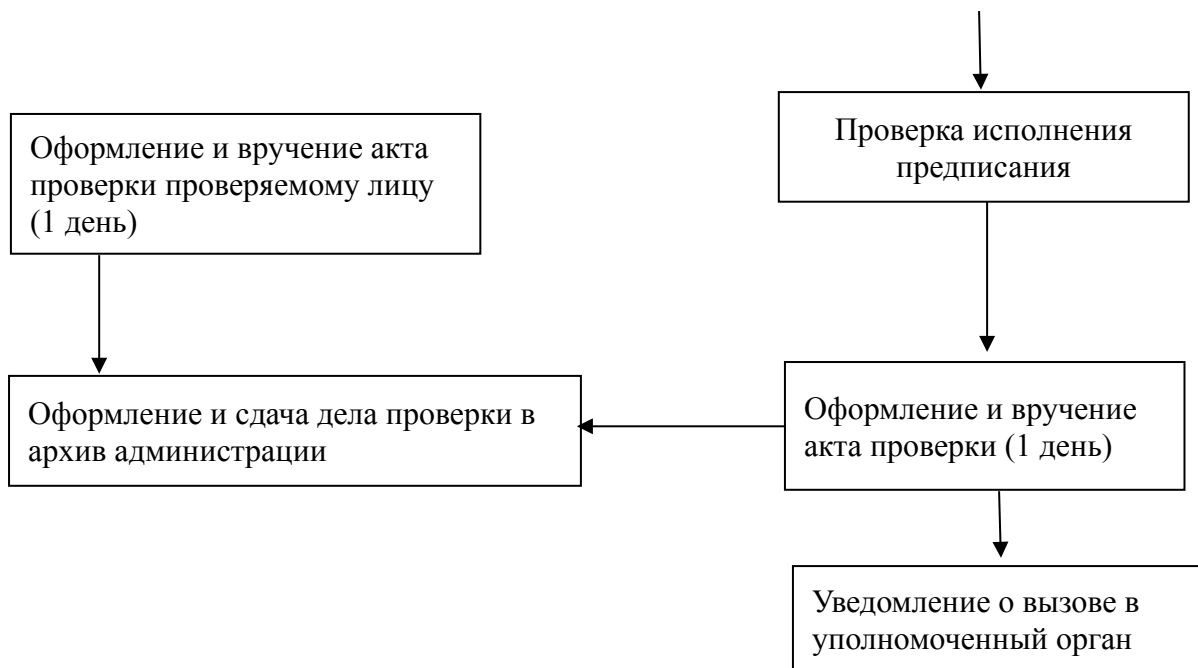 Проверка исполнения
предписания
Оформление и вручение акта
проверки проверяемому лицу
(1 день)
Оформление и сдача дела проверки в
архив администрации
Оформление и вручение
акта проверки (1 день)
Уведомление о вызове в
уполномоченный орган